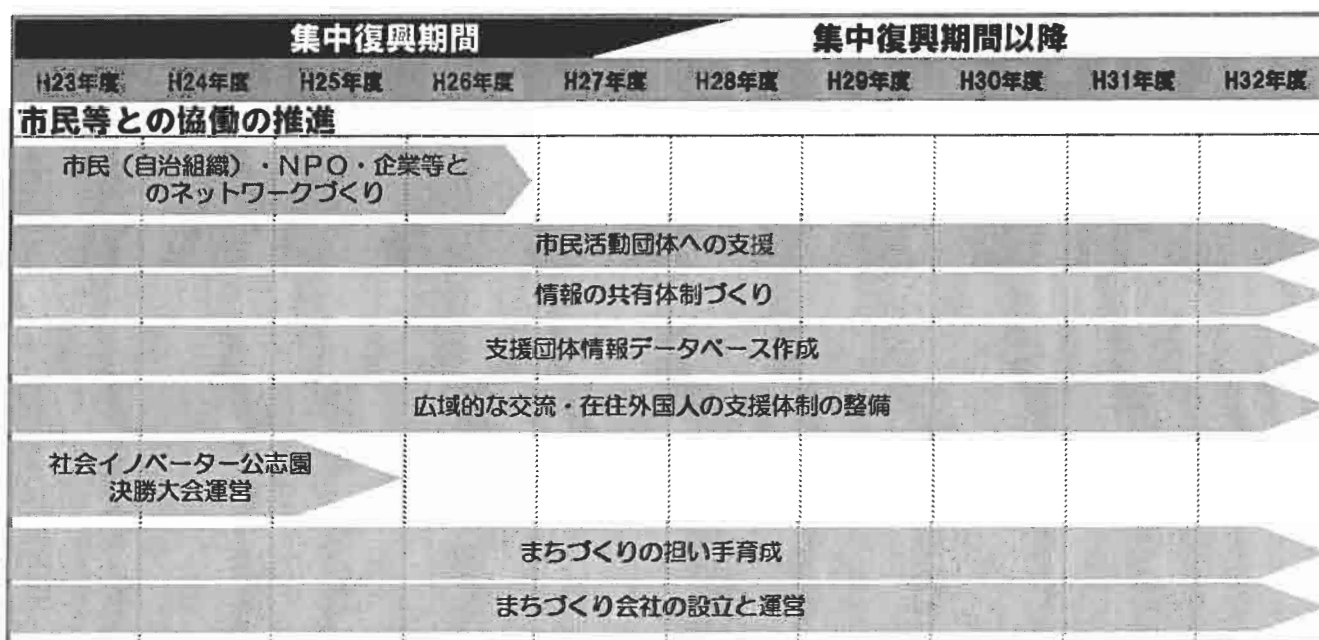 集中復興期間 集中復興期間以降
H23年度 H24年度 H25年度 H26年度 H27年度 H28年度 H29年度 H30年度 H31年度 H32年度
市民等との協働の推進
市民（自治組織）・NPO・企業等と
のネットワークづくり
市民活動団体への支援
情報の共有体制づくり
支援団体情報データベース作成
広域的な交流・在住外国人の支援体制の整備
社会イノベーター公志園
決勝大会運営
まちづくりの担い手育成
まちづくり会社の設立と運営